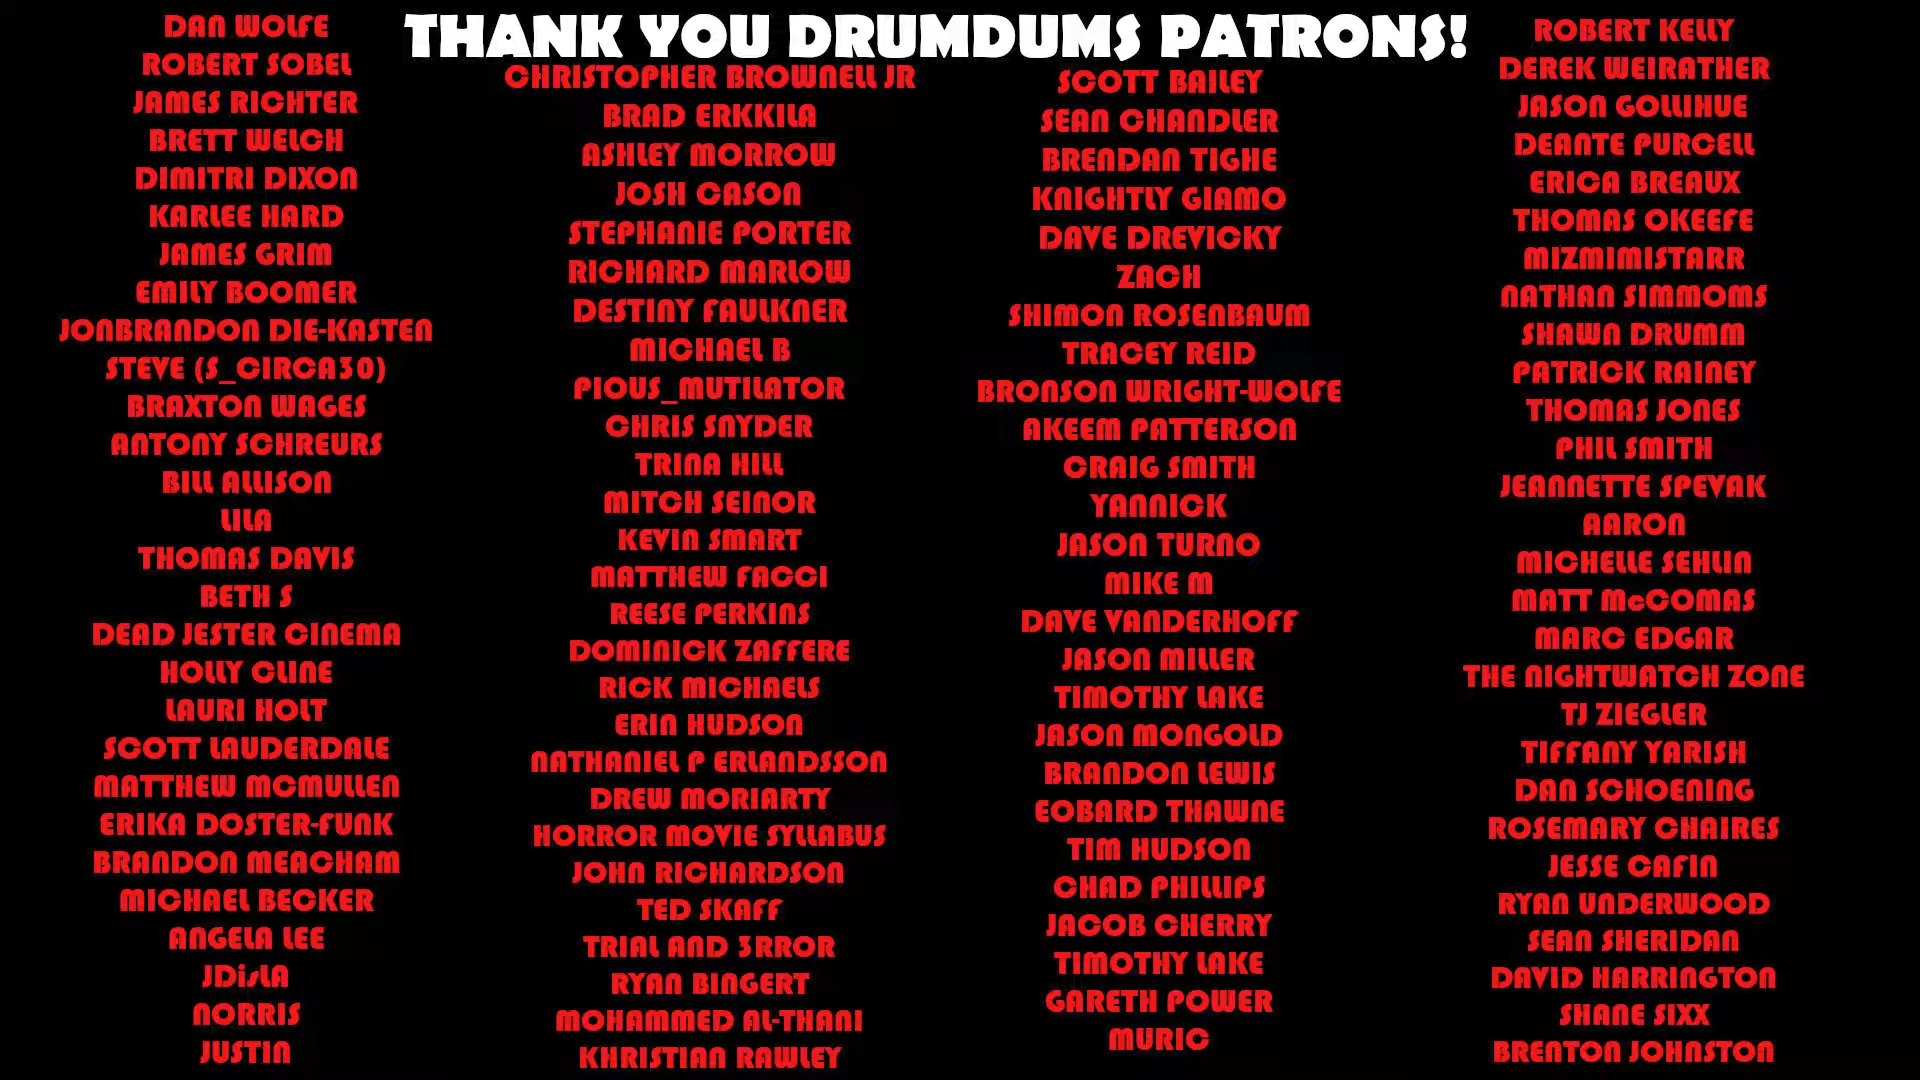 THANK YOU DRUMDUMS PATRONS!
DAN WOLFE
ROBERT SOBEL
JAMES RICHTER
BRETT WELCH
DIMITRI DIXON
KARLEE HARD
JAMES GRIM
EMILY BOOMER
JONBRANDON DIE-KASTEN
STEVE (S_CIRCA30)
BRAXTON WAGES
ANTONY SCHREURS
BILL ALLISON
LILA
THOMAS DAVIS
BETH S
DEAD JESTER CINEMA
HOLLY CLINE
LAURI HOLT
SCOTT LAUDERDALE
MATTHEW MCMULLEN
ERIKA DOSTER-FUNK
BRANDON MEACHAM
MICHAEL BECKER
ANGELA LEE
JDisLA
NORRIS
JUSTIN
CHRISTOPHER BROWNELL JR
BRAD ERKKILA
ASHLEY MORROW
JOSH CASON
STEPHANIE PORTER
RICHARD MARLOW
DESTINY FAULKNER
MICHAEL B
PIOUS_MUTILATOR
CHRIS SNYDER
TRINA HILL
MITCH SEINOR
KEVIN SMART
MATTHEW FACCI
REESE PERKINS
DOMINICK ZAFFERE
RICK MICHAELS
ERIN HUDSON
NATHANIEL P ERLANDSSON
DREW MORIARTY
HORROR MOVIE SYLLABUS
JOHN RICHARDSON
TED SKAFF
TRIAL AND 3RROR
RYAN BINGERT
MOHAMMED AL-THANI
KHRISTIAN RAWLEY
SCOTT BAILEY
SEAN CHANDLER
BRENDAN TIGHE
KNIGHTLY GIAMO
DAVE DREVICKY
ZACH
SHIMON ROSENBAUM
TRACEY REID
BRONSON WRIGHT-WOLFE
AKEEM PATTERSON
CRAIG SMITH
YANNICK
JASON TURNO
MIKE M
DAVE VANDERHOFF
JASON MILLER
TIMOTHY LAKE
JASON MONGOLD
BRANDON LEWIS
EOBARD THAWNE
TIM HUDSON
CHAD PHILLIPS
JACOB CHERRY
TIMOTHY LAKE
GARETH POWER
MURIC
ROBERT KELLY
DEREK WEIRATHER
JASON GOLLIHUE
DEANTE PURCELL
ERICA BREAUX
THOMAS OKEEFE
MIZMIMISTARR
NATHAN SIMMOMS
SHAWN DRUMM
PATRICK RAINEY
THOMAS JONES
PHIL SMITH
JEANNETTE SPEVAK
AARON
MICHELLE SEHLIN
MATT McCOMAS
MARC EDGAR
THE NIGHTWATCH ZONE
TJ ZIEGLER
TIFFANY YARISH
DAN SCHOENING
ROSEMARY CHAIRES
JESSE CAFIN
RYAN UNDERWOOD
SEAN SHERIDAN
DAVID HARRINGTON
SHANE SIXX
BRENTON JOHNSTON